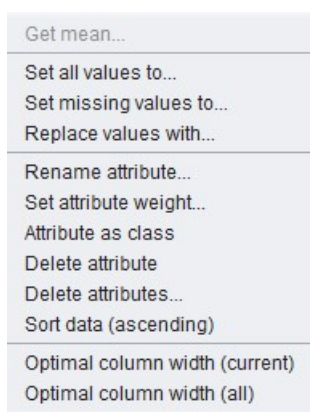 Get mean...
Set all values to...
Set missing values to...
Replace values with...
Rename attribute...
Set attribute weight...
Attribute as class
Delete attribute
Delete attributes...
Sort data (ascending)
Optimal column width (current)
Optimal column width (all)